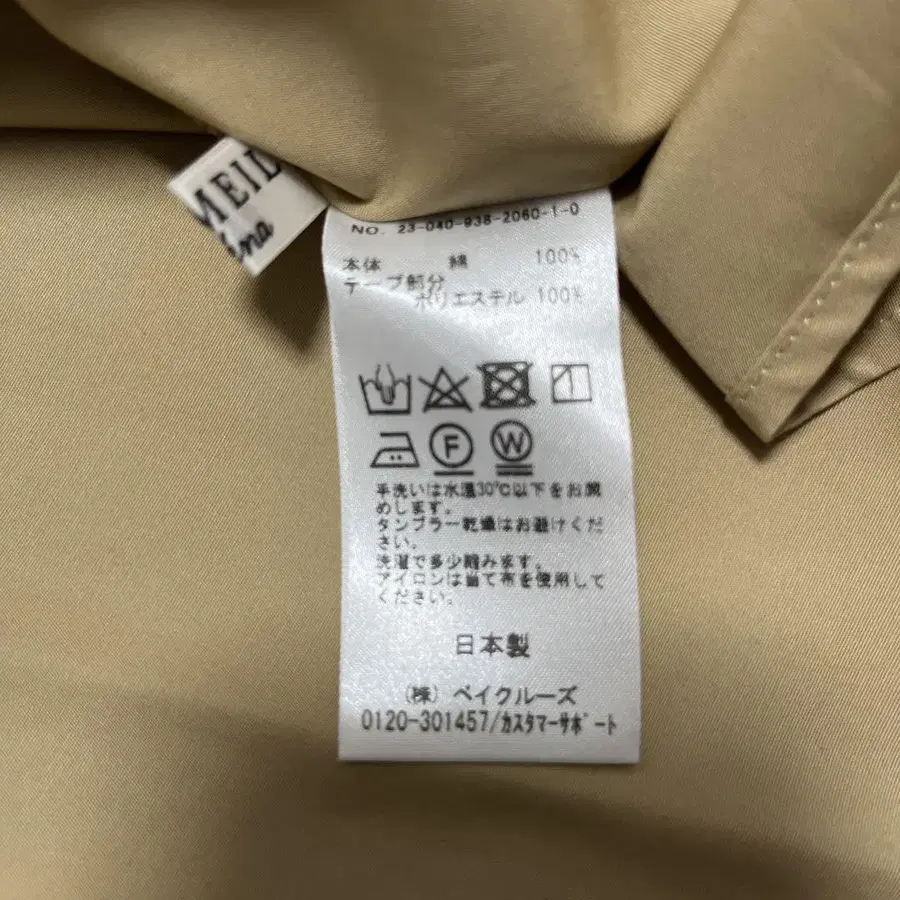 MEID
NO. 23-040-938-2060-1-0
本体 綿 100%
テープ部分
ポリエステル 100%
F W
手洗いは水温30℃以下をお薦
めします。
タンブラー乾燥はお避けくだ
さい。
洗濯で多少縮みます。
アイロンは当て布を使用して
ください。
日本製
(株) ベイクルーズ
0120-301457/カスタマーサポート